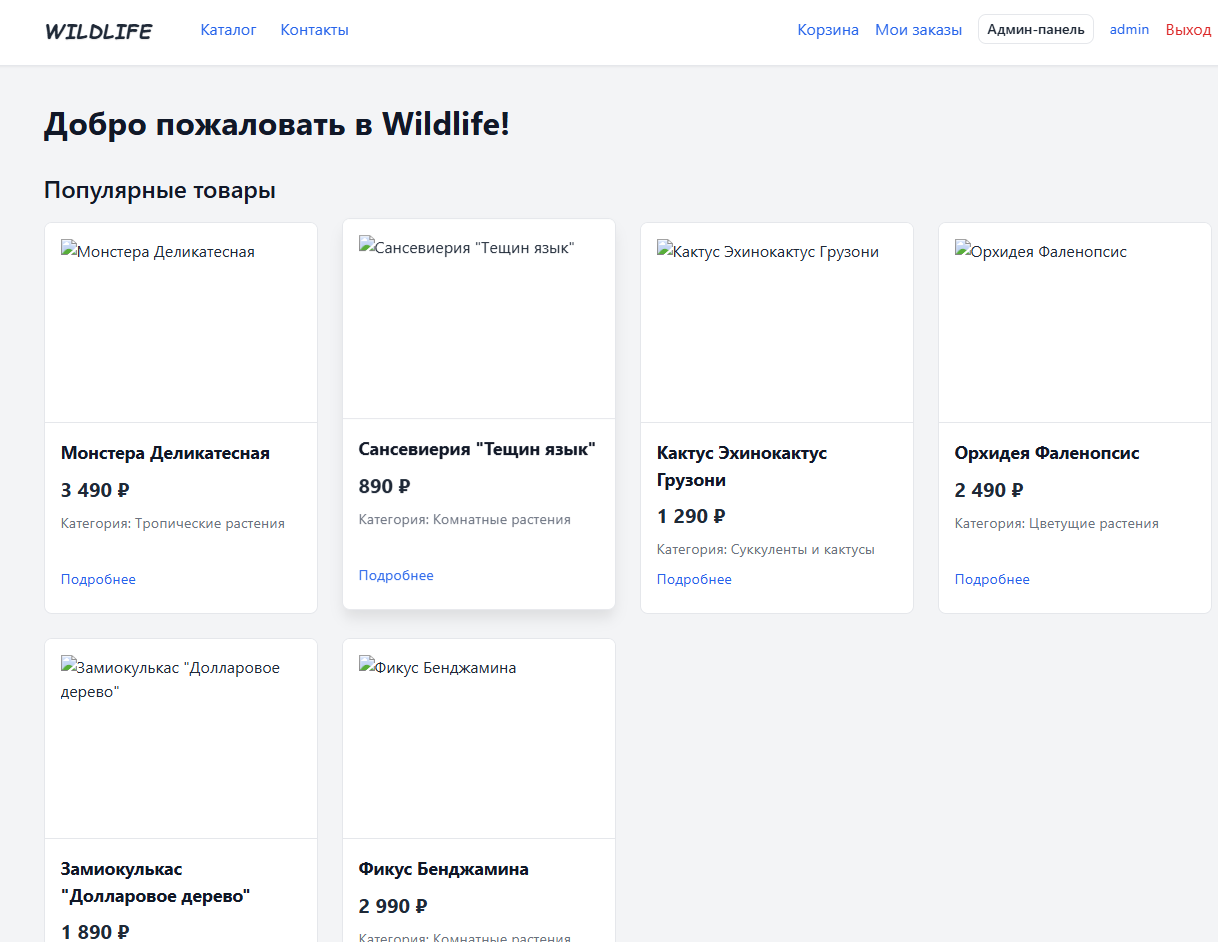 WILDLIFE Каталог Контакты Корзина Мои заказы Админ-панель admin Выход
Добро пожаловать в Wildlife!
Популярные товары
Монстера Деликатесная
Монстера Деликатесная
3 490 ₽
Категория: Тропические растения
Подробнее
Сансевиерия "Тещин язык"
Сансевиерия "Тещин язык"
890 ₽
Категория: Комнатные растения
Подробнее
Кактус Эхинокактус Грузони
Кактус Эхинокактус
Грузони
1 290 ₽
Категория: Суккуленты и кактусы
Подробнее
Орхидея Фаленопсис
Орхидея Фаленопсис
2 490 ₽
Категория: Цветущие растения
Подробнее
Замиокулькас "Долларовое
дерево"
Замиокулькас
"Долларовое дерево"
1 890 ₽
Фикус Бенджамина
Фикус Бенджамина
2 990 ₽
Категория: Комнатные растения